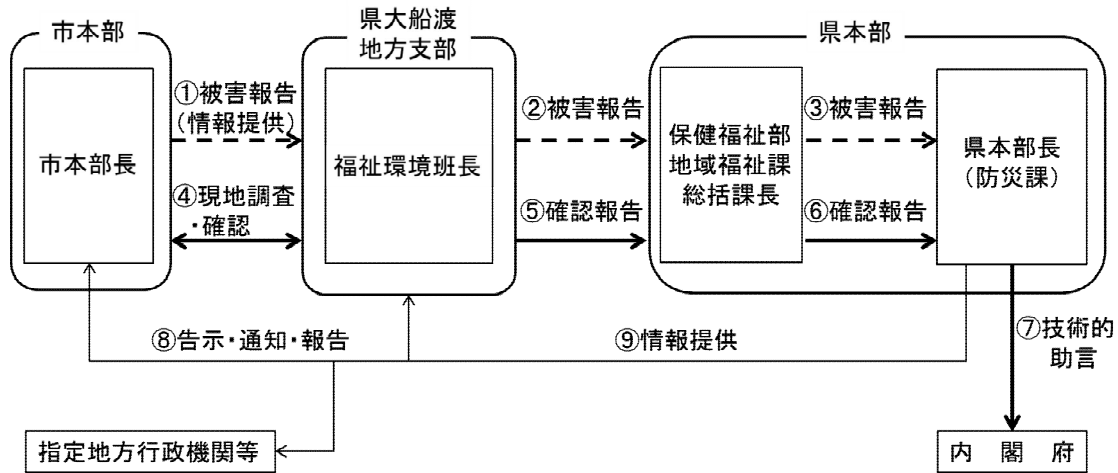 市本部
県大船渡
地方支部
県本部
市本部長
①被害報告
(情報提供)
④現地調査
・確認
福祉環境班長
②被害報告
⑤確認報告
保健福祉部
地域福祉課
総括課長
③被害報告
⑥確認報告
県本部長
(防災課)
⑧告示・通知・報告
⑨情報提供
⑦技術的
助言
指定地方行政機関等
内 閣 府